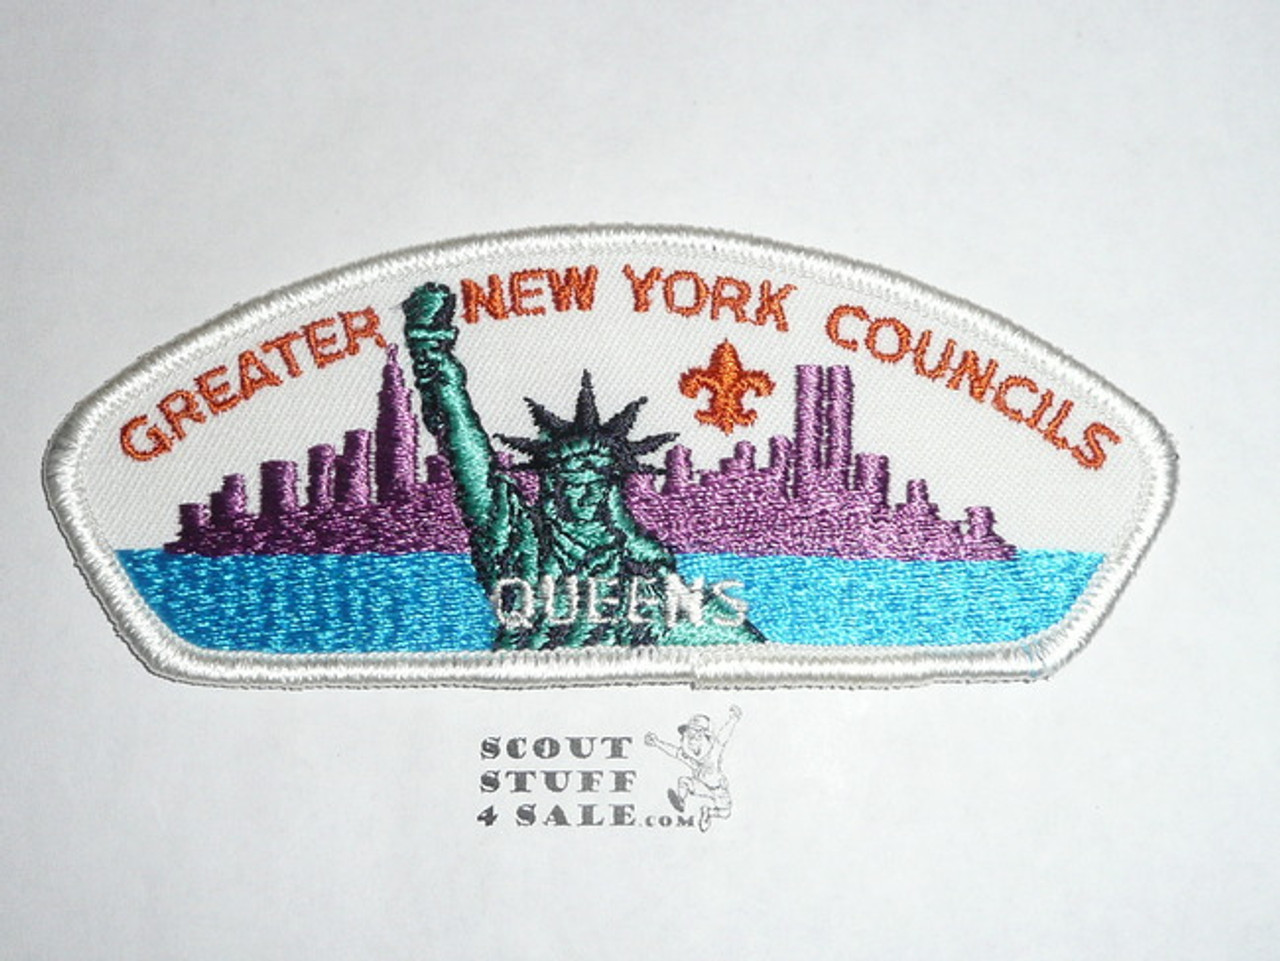 GREATER NEW YORK COUNCILS
QUEENS
SCOUT
STUFF
4 SALE.COM